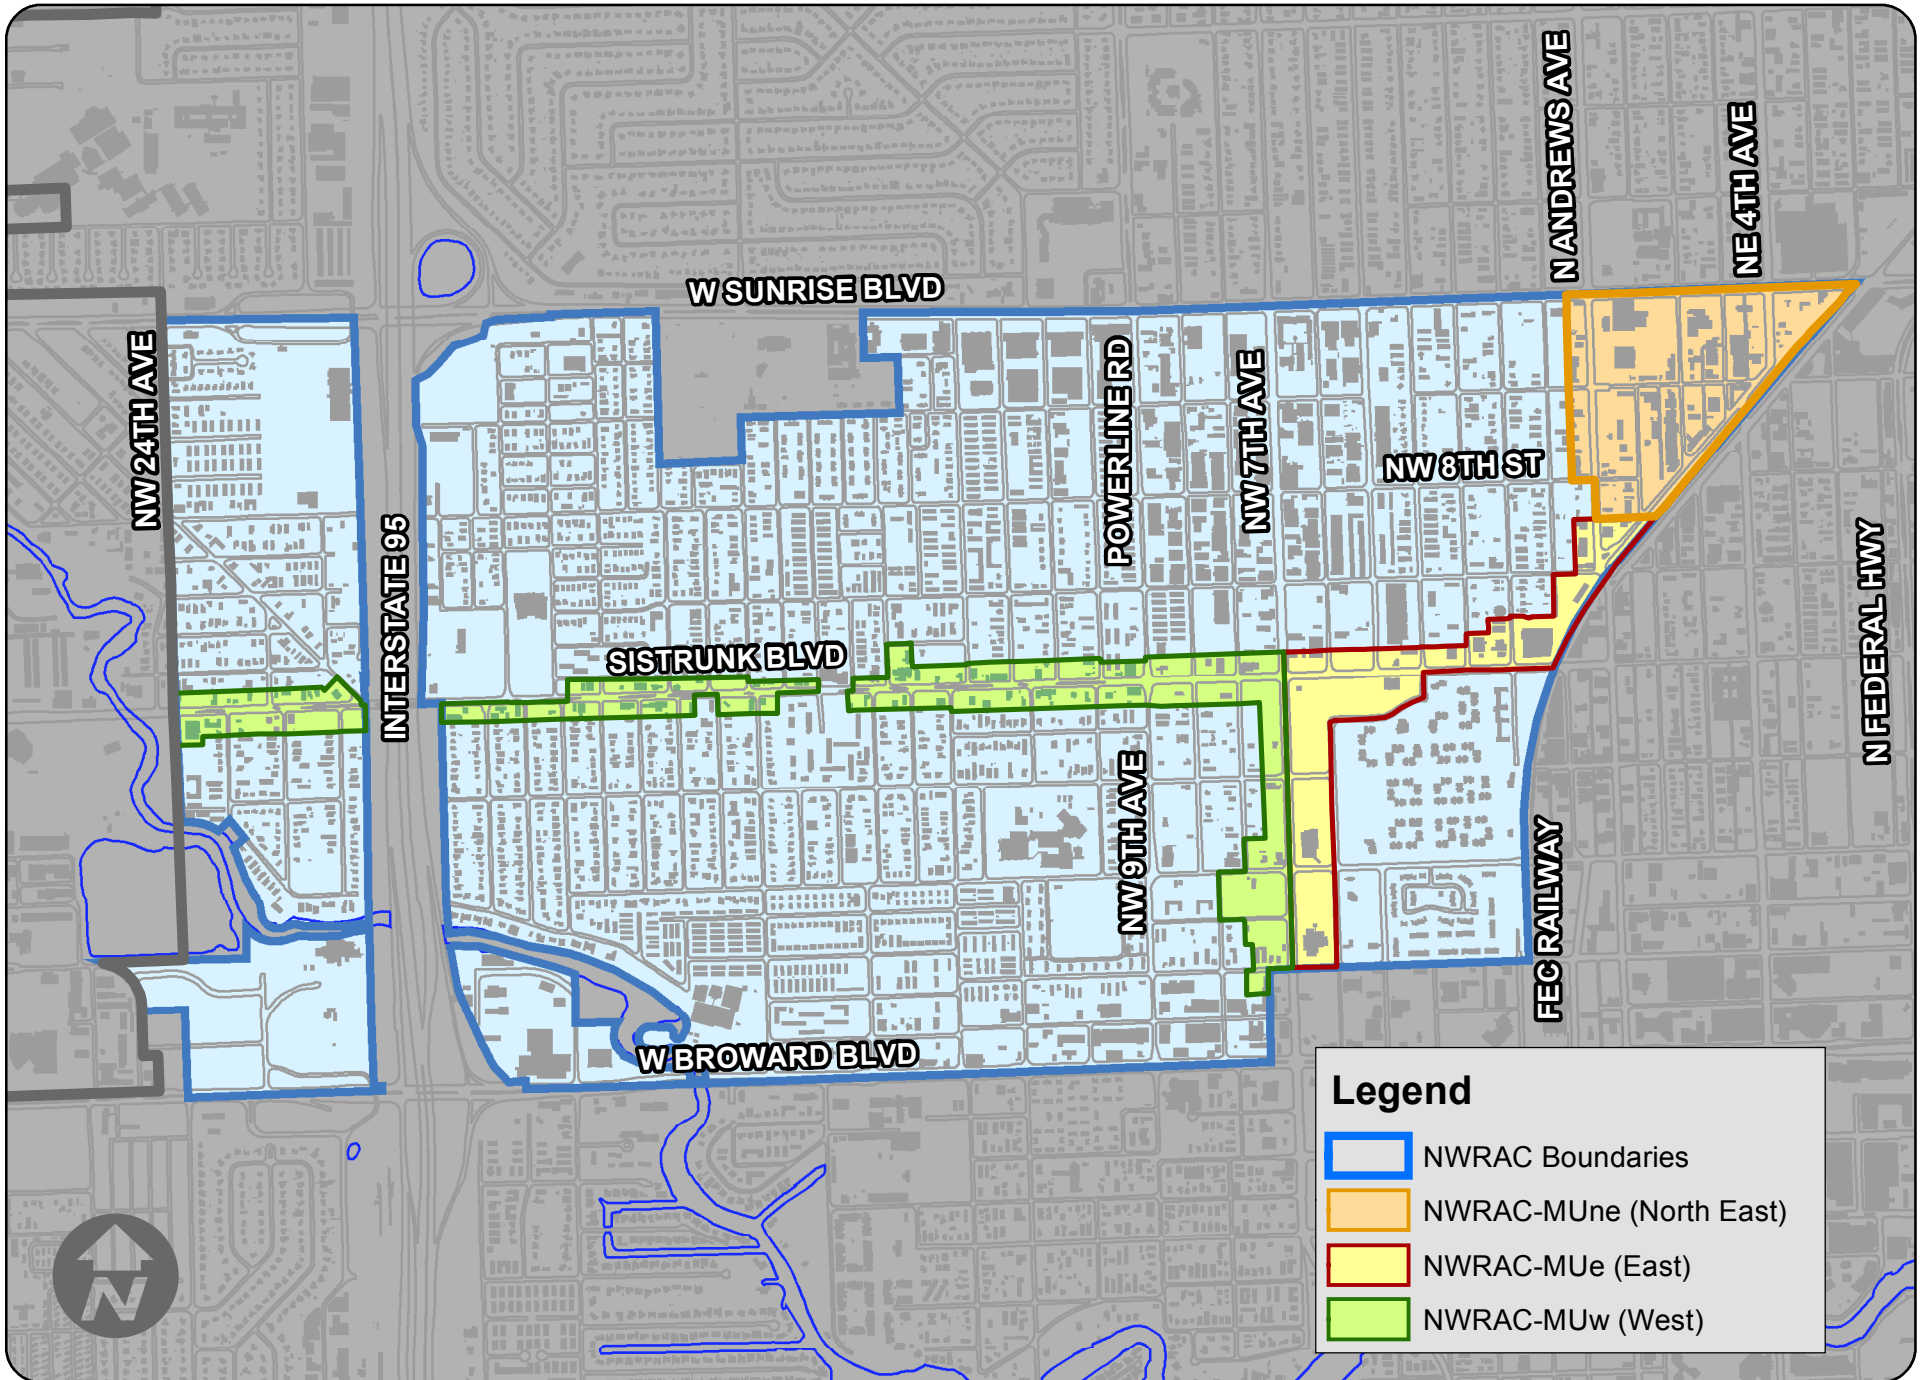 N ANDREWS AVE
NE 4TH AVE
W SUNRISE BLVD
NW 24TH AVE
POWERLINE RD
NW 7TH AVE
NW 8TH ST
INTERSTATE 95
N FEDERAL HWY
SISTRUNK BLVD
NW 9TH AVE
FEC RAILWAY
W BROWARD BLVD
Legend
NWRAC Boundaries
NWRAC-MUne (North East)
NWRAC-MUe (East)
NWRAC-MUw (West)
N